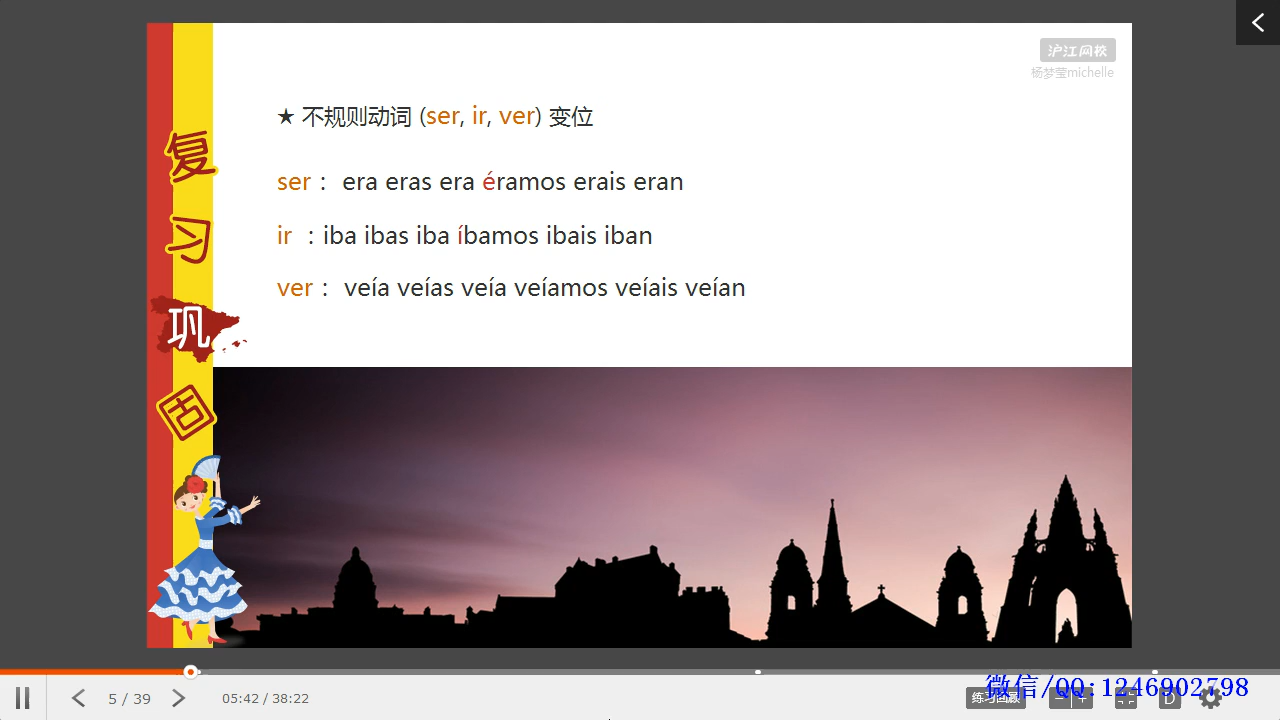 沪江网校
杨梦莹michelle
★ 不规则动词 (ser, ir, ver) 变位
ser： era eras era éramos erais eran
ir ：iba ibas iba íbamos ibais iban
ver： veía veías veía veíamos veíais veían
复
习
巩
固
5 / 39
05:42 / 38:22
练习回顾
D
微信/QQ:1246902798